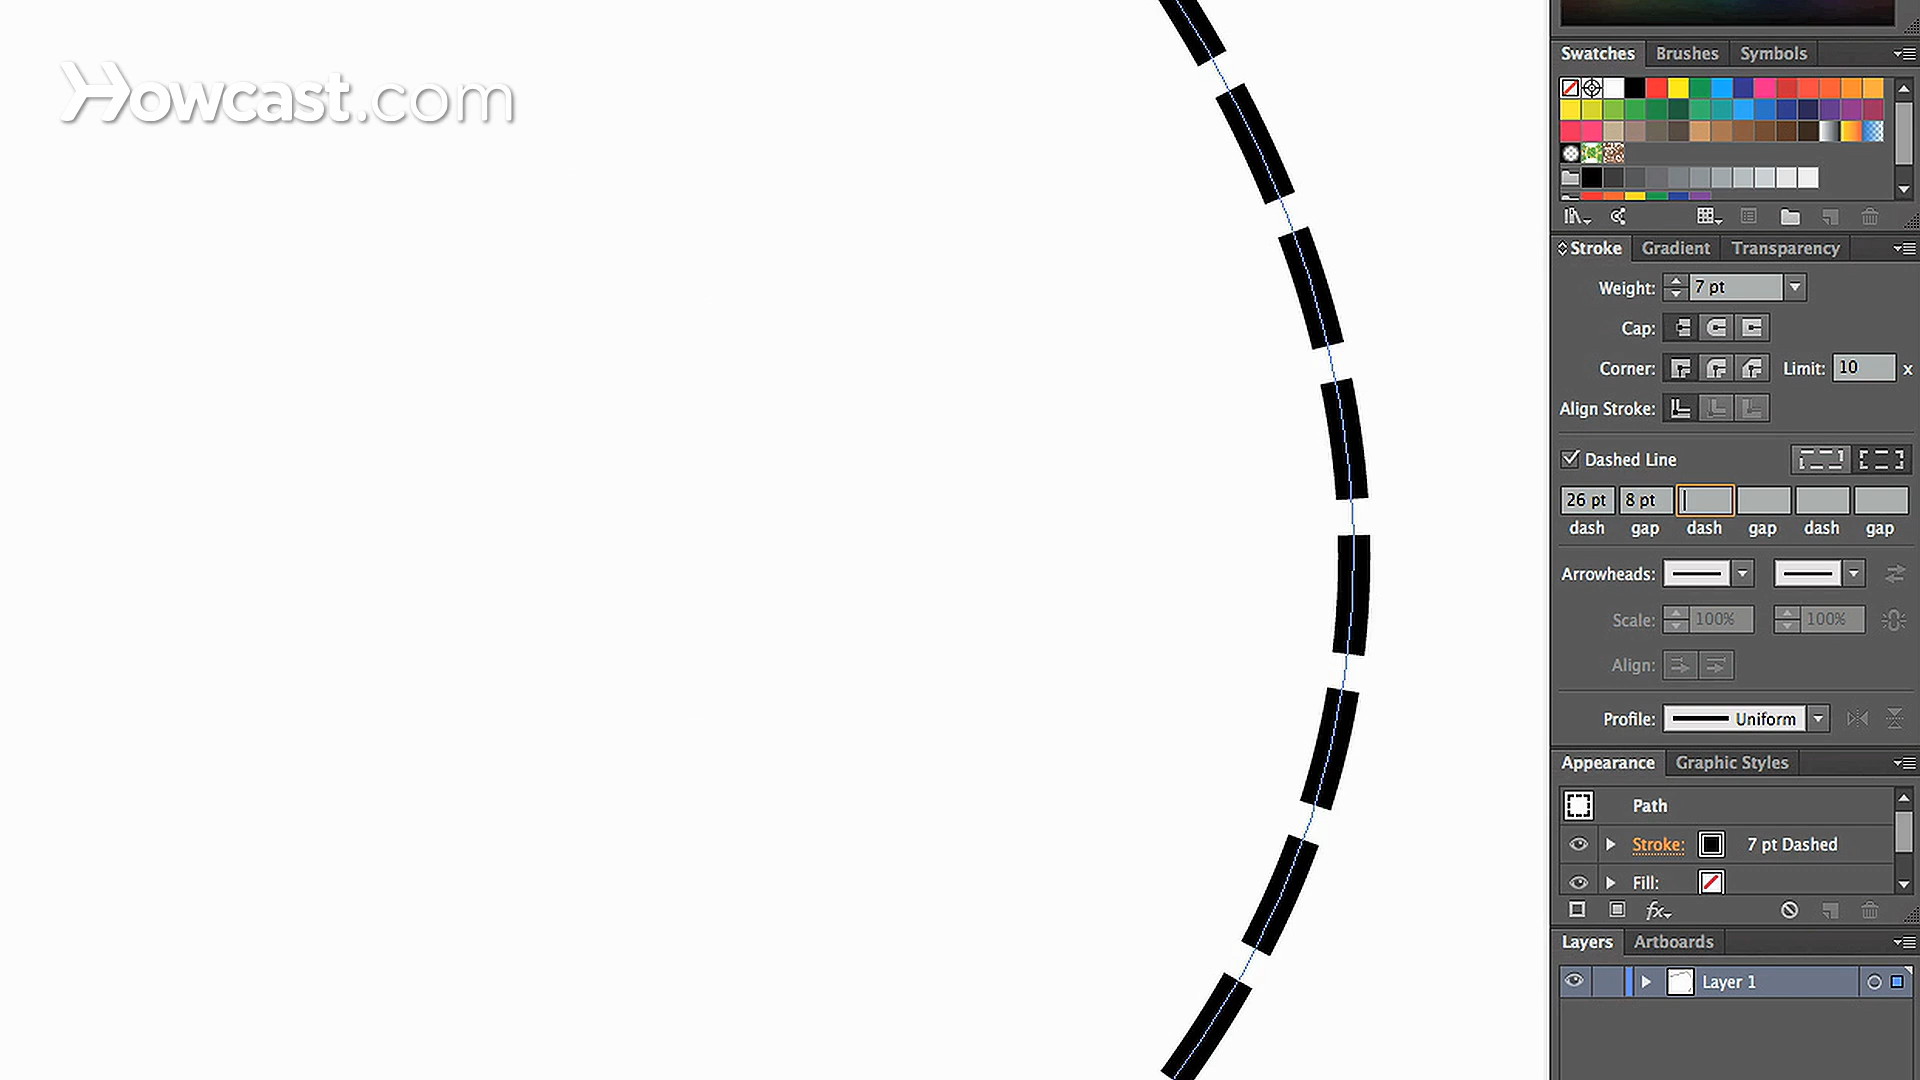 Howcast.com
Swatches Brushes Symbols
Stroke Gradient Transparency
Weight: 7 pt
Cap:
Corner: Limit: 10 x
Align Stroke:
Dashed Line
26 pt 8 pt
dash gap dash gap dash gap
Arrowheads:
Scale: 100% 100%
Align:
Profile: Uniform
Appearance Graphic Styles
Path
Stroke: 7 pt Dashed
Fill:
fx
Layers Artboards
Layer 1